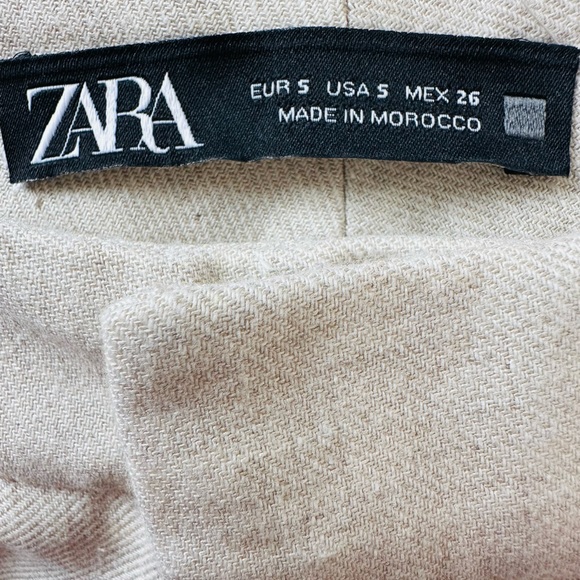 ZARA
EUR S USA S MEX 26
MADE IN MOROCCO